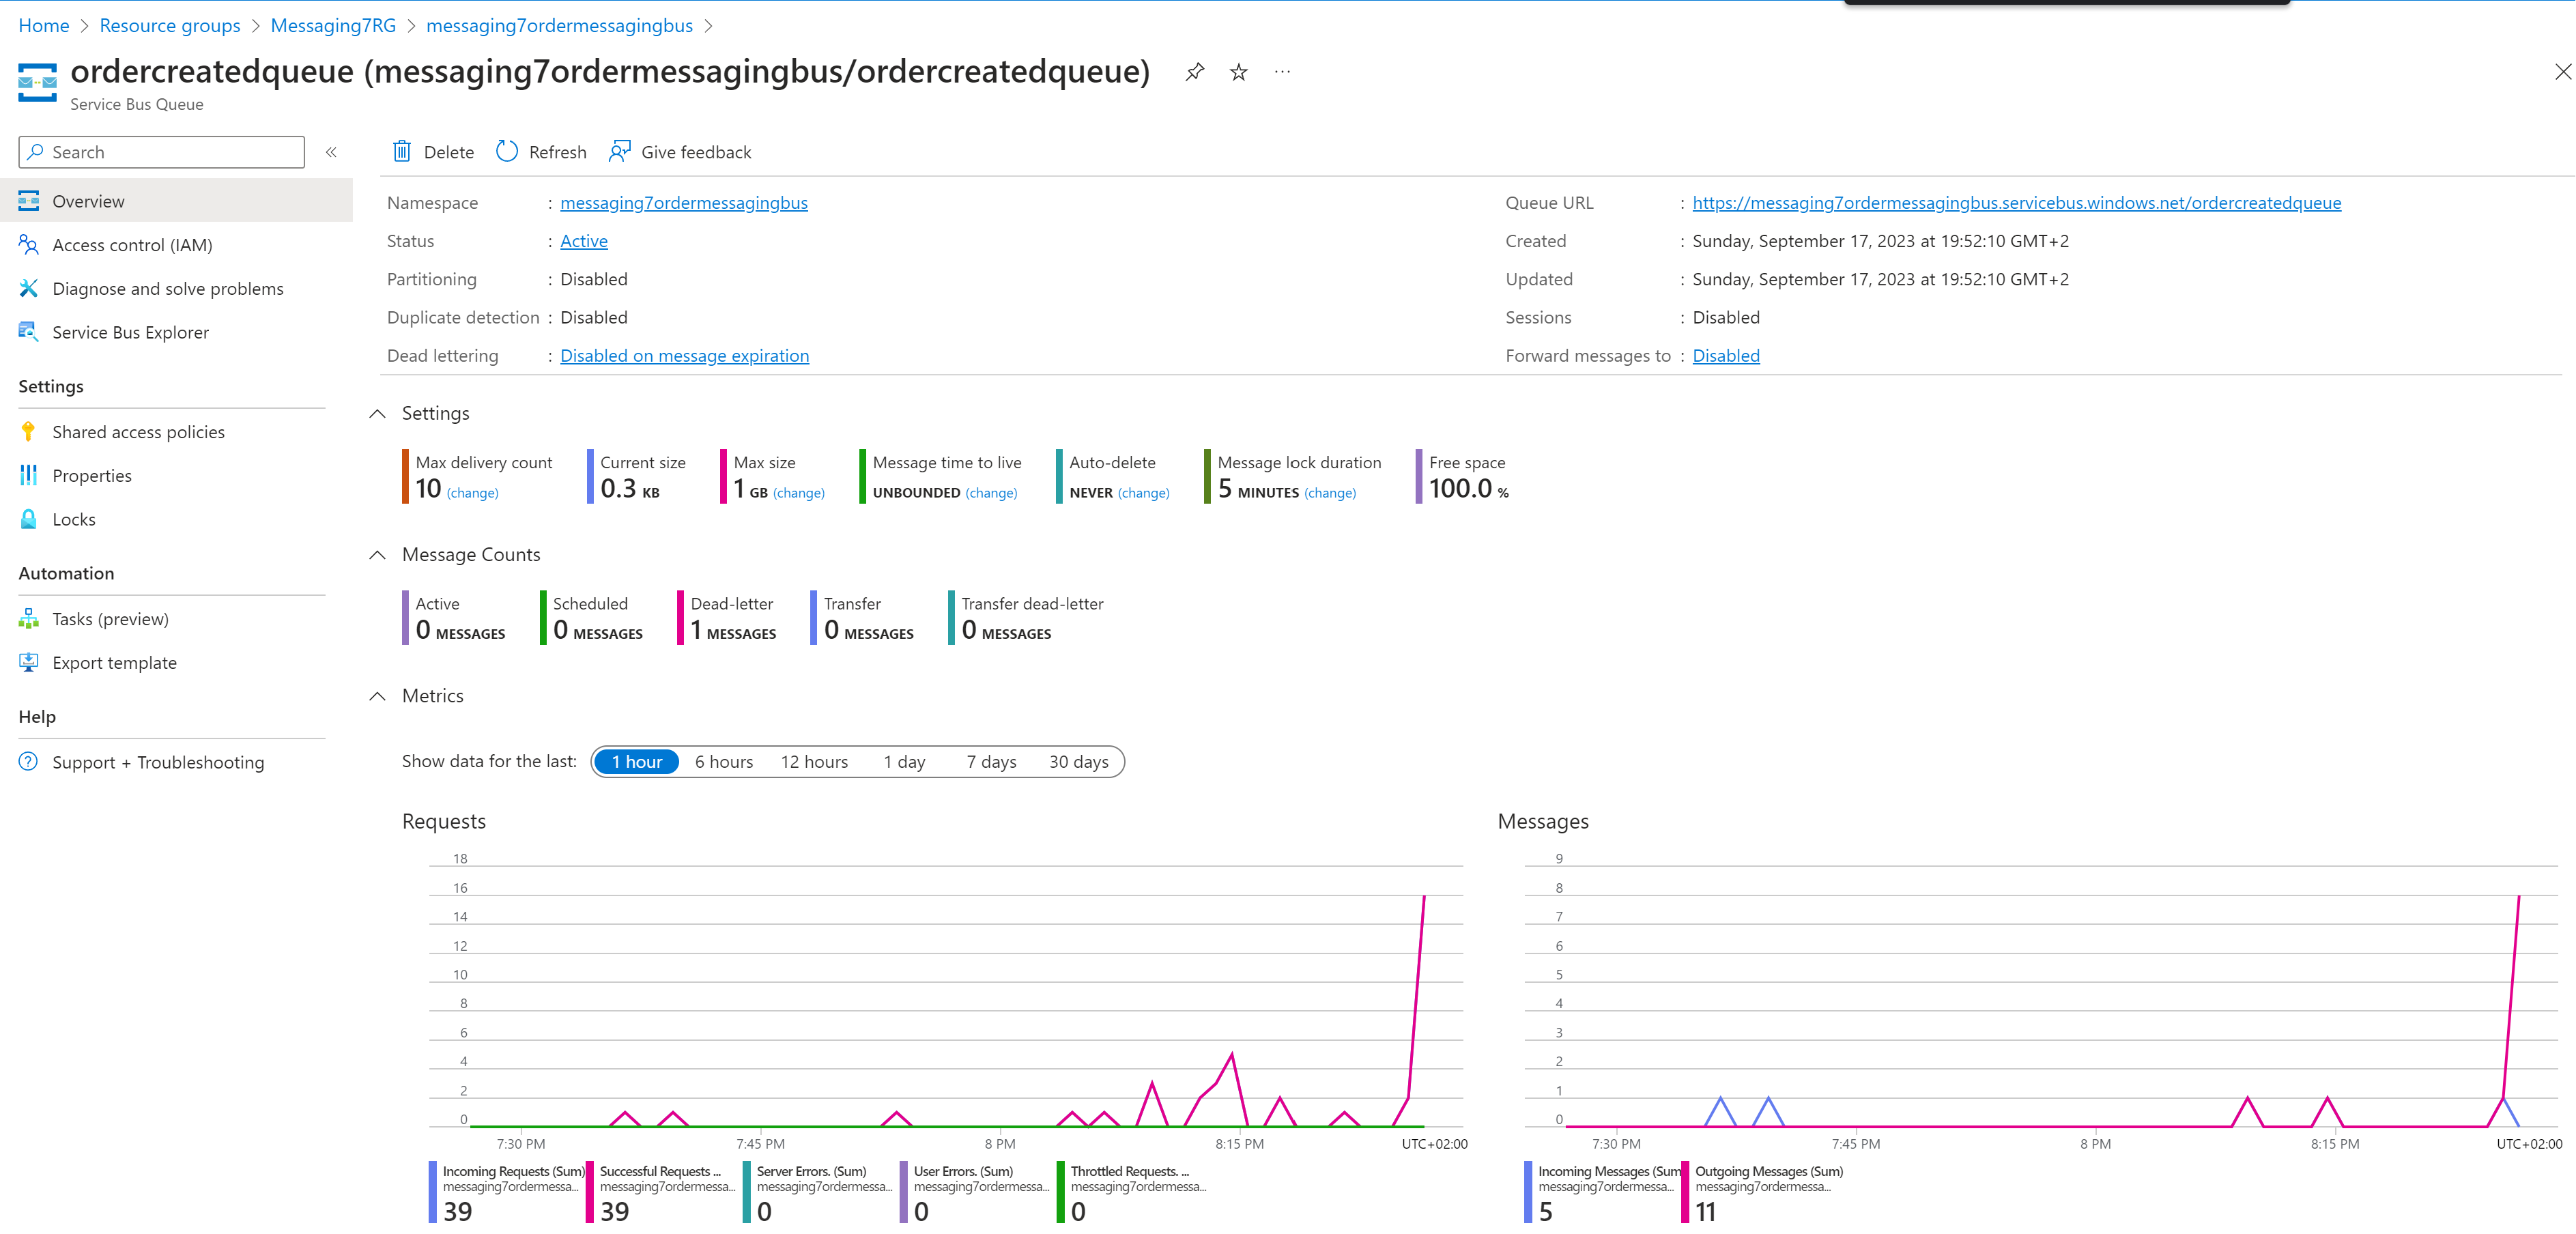 Home > Resource groups > Messaging7RG > messaging7ordermessagingbus >
ordercreatedqueue (messaging7ordermessagingbus/ordercreatedqueue) ...
Service Bus Queue
Search «
Delete Refresh Give feedback
Overview
Access control (IAM)
Diagnose and solve problems
Service Bus Explorer
Settings
Shared access policies
Properties
Locks
Automation
Tasks (preview)
Export template
Help
Support + Troubleshooting
Namespace : messaging7ordermessagingbus
Status : Active
Partitioning : Disabled
Duplicate detection : Disabled
Dead lettering : Disabled on message expiration
Queue URL : https://messaging7ordermessagingbus.servicebus.windows.net/ordercreatedqueue
Created : Sunday, September 17, 2023 at 19:52:10 GMT+2
Updated : Sunday, September 17, 2023 at 19:52:10 GMT+2
Sessions : Disabled
Forward messages to : Disabled
Settings
Max delivery count
10 (change)
Current size
0.3 KB
Max size
1 GB (change)
Message time to live
UNBOUNDED (change)
Auto-delete
NEVER (change)
Message lock duration
5 MINUTES (change)
Free space
100.0 %
Message Counts
Active
0 MESSAGES
Scheduled
0 MESSAGES
Dead-letter
1 MESSAGES
Transfer
0 MESSAGES
Transfer dead-letter
0 MESSAGES
Metrics
Show data for the last: 1 hour 6 hours 12 hours 1 day 7 days 30 days
Requests
18
16
14
12
10
8
6
4
2
0
7:30 PM 7:45 PM 8 PM 8:15 PM UTC+02:00
Incoming Requests (Sum)
messaging7ordermessa...
39
Successful Requests ...
messaging7ordermessa...
39
Server Errors. (Sum)
messaging7ordermessa...
0
User Errors. (Sum)
messaging7ordermessa...
0
Throttled Requests. ...
messaging7ordermessa...
0
Messages
9
8
7
6
5
4
3
2
1
0
7:30 PM 7:45 PM 8 PM 8:15 PM UTC+02:00
Incoming Messages (Sum
messaging7ordermessa...
5
Outgoing Messages (Sum)
messaging7ordermessa...
11